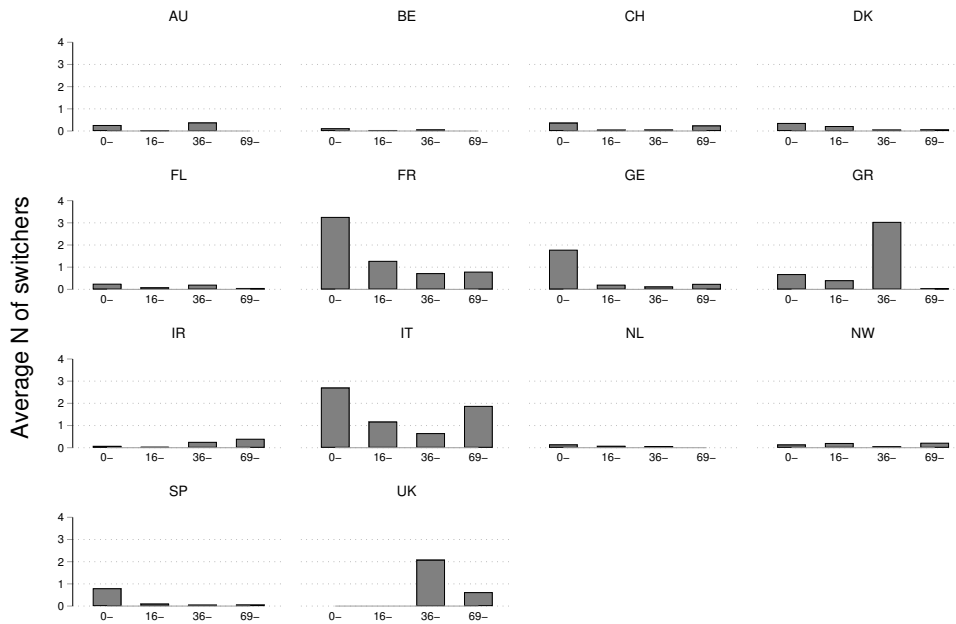 AU BE CH DK
4
3
2
1
0
0– 16– 36– 69– 0– 16– 36– 69– 0– 16– 36– 69– 0– 16– 36– 69–
FL FR GE GR
4
3
2
1
0
0– 16– 36– 69– 0– 16– 36– 69– 0– 16– 36– 69– 0– 16– 36– 69–
IR IT NL NW
4
3
2
1
0
0– 16– 36– 69– 0– 16– 36– 69– 0– 16– 36– 69– 0– 16– 36– 69–
SP UK
4
3
2
1
0
0– 16– 36– 69– 0– 16– 36– 69–
Average N of switchers